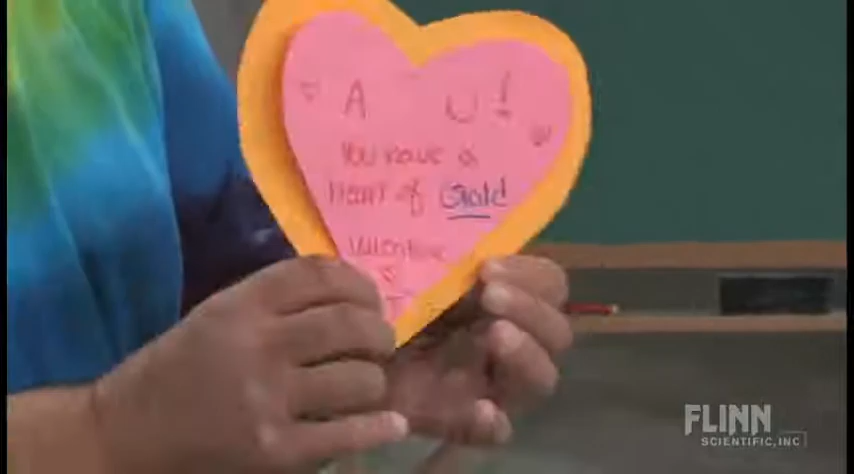 A U!
You have a
heart of Gold
Valentine
FLINN
SCIENTIFIC, INC